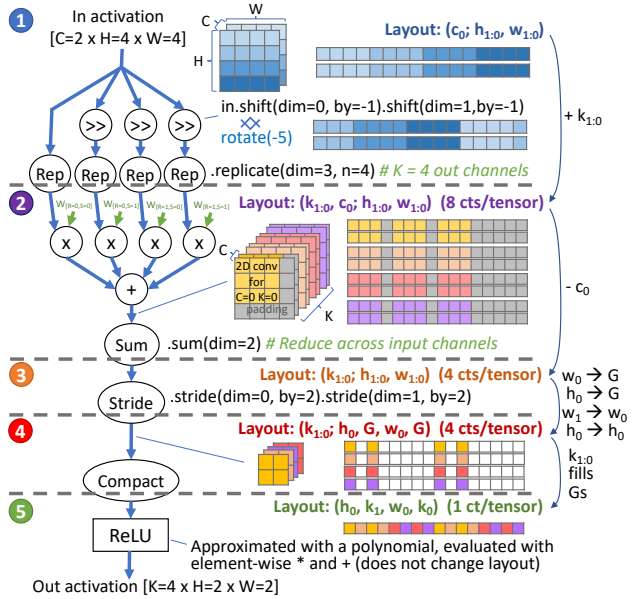 1
In activation
[C=2 x H=4 x W=4]
W
C
H
Layout: (c₀; h₁:₀, w₁:₀)
>>
>>
>>
in.shift(dim=0, by=-1).shift(dim=1,by=-1)
rotate(-5)
+ k₁:₀
Rep
Rep
Rep
Rep
.replicate(dim=3, n=4) # K = 4 out channels
2
W[R=0,S=0]
W[R=0,S=1]
W[R=1,S=0]
W[R=1,S=1]
Layout: (k₁:₀, c₀; h₁:₀, w₁:₀) (8 cts/tensor)
x
x
x
x
C
2D conv
for
C=0 K=0
padding
K
- c₀
+
Sum
.sum(dim=2) # Reduce across input channels
3
Layout: (k₁:₀; h₁:₀, w₁:₀) (4 cts/tensor)
Stride
.stride(dim=0, by=2).stride(dim=1, by=2)
w₀ → G
h₀ → G
w₁ → w₀
h₀ → h₀
4
Layout: (k₁:₀; h₀, G, w₀, G) (4 cts/tensor)
Compact
k₁:₀
fills
Gs
5
Layout: (h₀, k₁, w₀, k₀) (1 ct/tensor)
ReLU
Approximated with a polynomial, evaluated with
element-wise * and + (does not change layout)
Out activation [K=4 x H=2 x W=2]